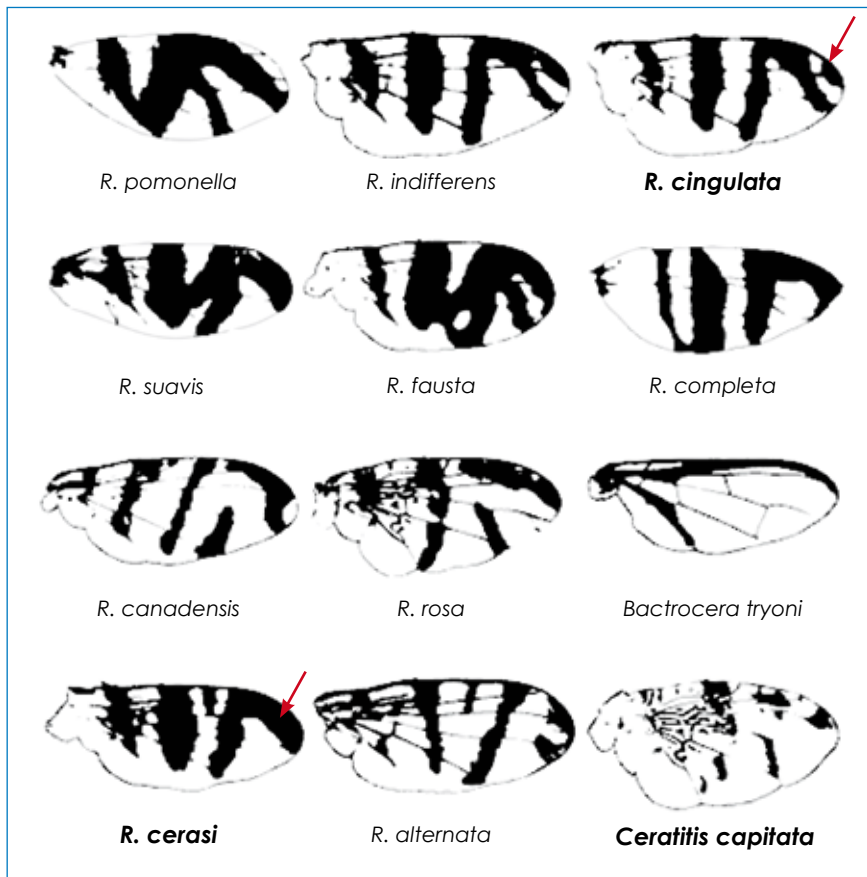 R. pomonella
R. indifferens
R. cingulata
R. suavis
R. fausta
R. completa
R. canadensis
R. rosa
Bactrocera tryoni
R. cerasi
R. alternata
Ceratitis capitata